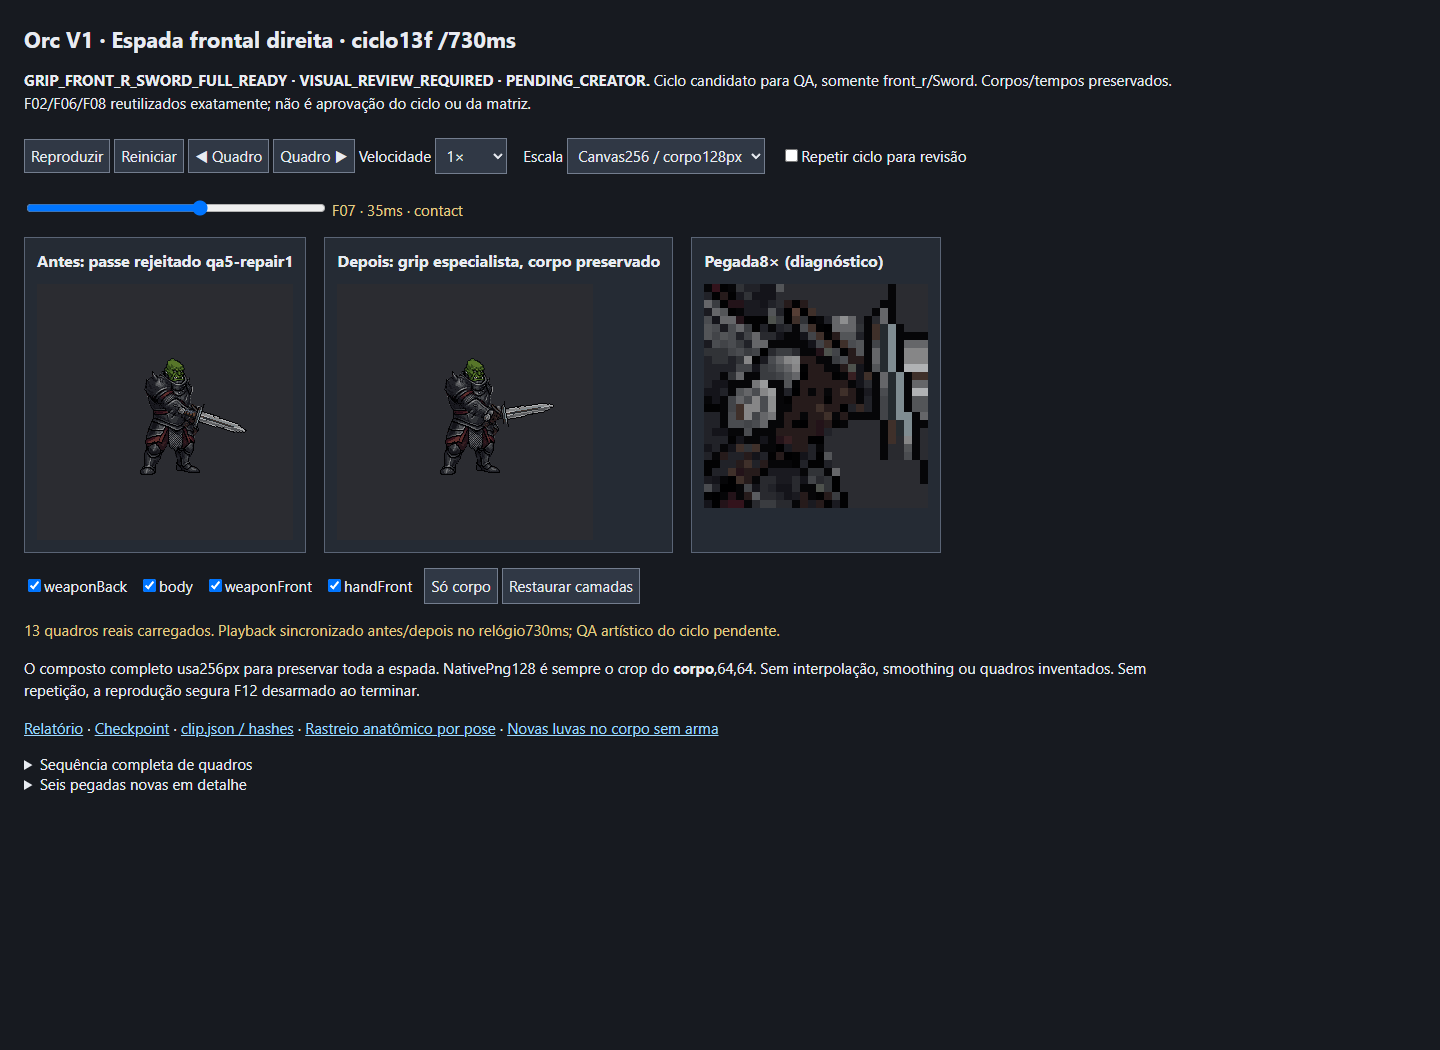 Orc V1 · Espada frontal direita · ciclo13f /730ms
GRIP_FRONT_R_SWORD_FULL_READY · VISUAL_REVIEW_REQUIRED · PENDING_CREATOR. Ciclo candidato para QA, somente front_r/Sword. Corpos/tempos preservados.
F02/F06/F08 reutilizados exatamente; não é aprovação do ciclo ou da matriz.
Reproduzir Reiniciar ◀ Quadro Quadro ▶ Velocidade 1× Escala Canvas256 / corpo128px Repetir ciclo para revisão
F07 · 35ms · contact
Antes: passe rejeitado qa5-repair1 Depois: grip especialista, corpo preservado Pegada8× (diagnóstico)
weaponBack body weaponFront handFront Só corpo Restaurar camadas
13 quadros reais carregados. Playback sincronizado antes/depois no relógio730ms; QA artístico do ciclo pendente.
O composto completo usa256px para preservar toda a espada. NativePng128 é sempre o crop do corpo,64,64. Sem interpolação, smoothing ou quadros inventados. Sem
repetição, a reprodução segura F12 desarmado ao terminar.
Relatório · Checkpoint · clip.json / hashes · Rastreio anatômico por pose · Novas luvas no corpo sem arma
▶ Sequência completa de quadros
▶ Seis pegadas novas em detalhe